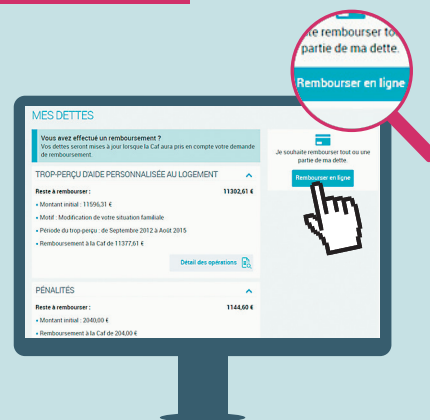 te rembourser to
partie de ma dette.
Rembourser en ligne
MES DETTES
Vous avez effectué un remboursement ?
Vos dettes seront mises à jour lorsque la Caf aura pris en compte votre demande
de remboursement.
Je souhaite rembourser tout ou une
partie de ma dette.
Rembourser en ligne
TROP-PERÇU D'AIDE PERSONNALISÉE AU LOGEMENT
Reste à rembourser : 11302,61 €
• Montant initial : 11596,31 €
• Motif : Modification de votre situation familiale
• Période du trop-perçu : de Septembre 2012 à Août 2015
• Remboursement à la Caf de 11377,61 €
Détail des opérations
PÉNALITÉS
Reste à rembourser : 1144,60 €
• Montant initial : 2040,00 €
• Remboursement à la Caf de 204,00 €